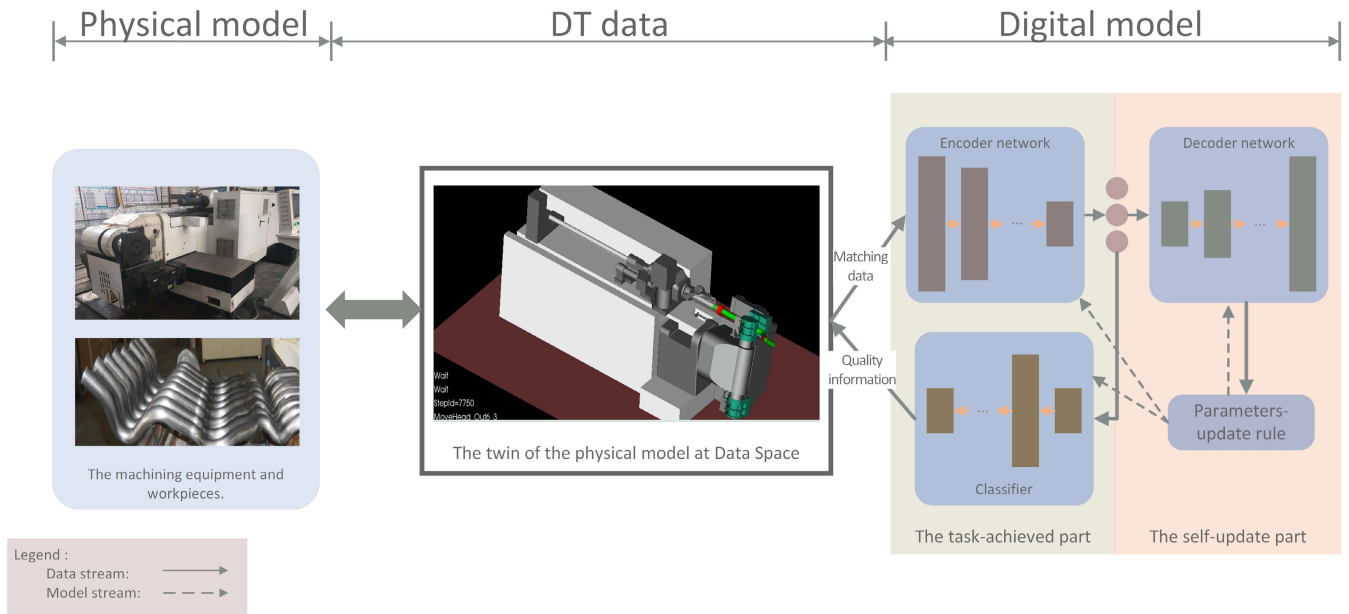 Physical model
DT data
Digital model
Encoder network
...
Decoder network
...
Matching
data
Quality
information
Wait
Wait
StepId=7750
MoveHead_Out6_3
The twin of the physical model at Data Space
The machining equipment and
workpieces.
...
Classifier
Parameters-
update rule
The task-achieved part
The self-update part
Legend :
Data stream:
Model stream: